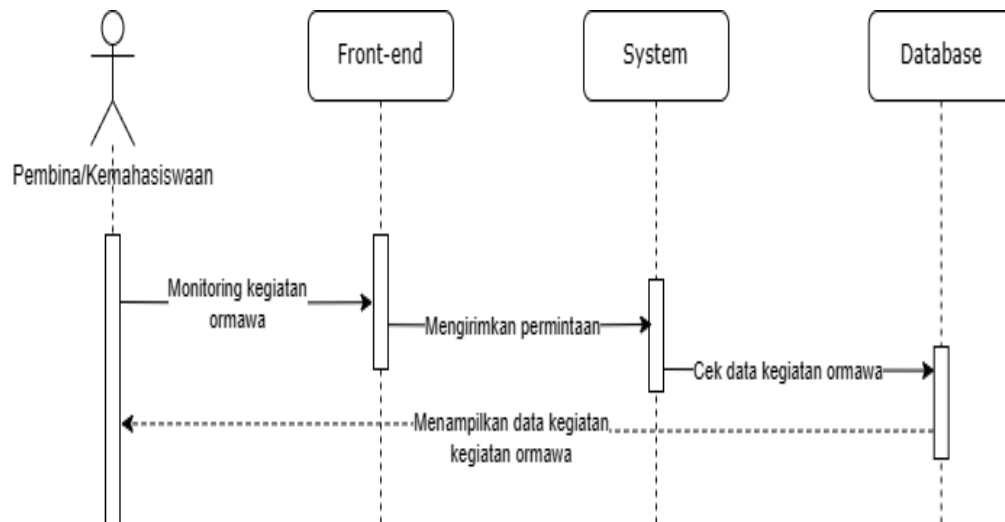 Front-end
System
Database
Pembina/Kemahasiswaan
Monitoring kegiatan
ormawa
Mengirimkan permintaan
Cek data kegiatan ormawa
Menampilkan data kegiatan
kegiatan ormawa